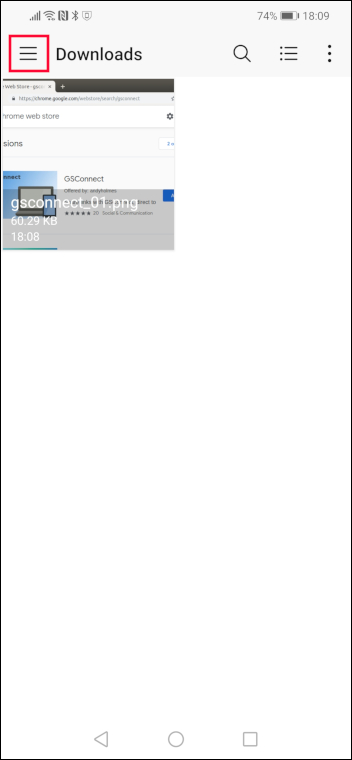 74% 18:09
Downloads
Web Store - gsc × +
https://chrome.google.com/webstore/search/gsconnect
hrome web store
sions
nnect
GSConnect
Offered by: andyholmes
gsconnect_01.png
60.29 KB
★★★★★ 20 Social & Communication
18:08